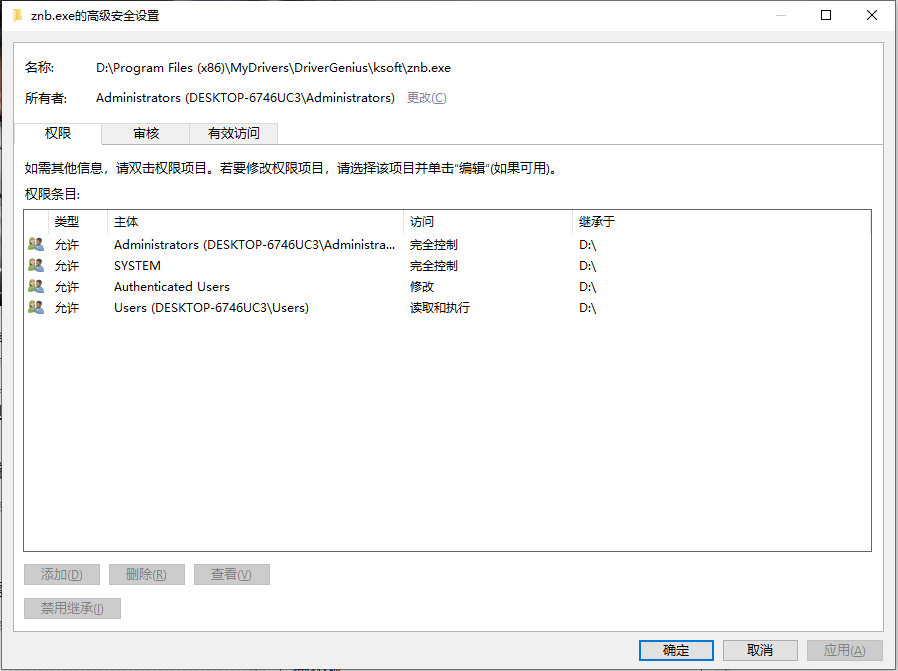 znb.exe的高级安全设置
名称: D:\Program Files (x86)\MyDrivers\DriverGenius\ksoft\znb.exe
所有者: Administrators (DESKTOP-6746UC3\Administrators) 更改(C)
权限 审核 有效访问
如需其他信息，请双击权限项目。若要修改权限项目，请选择该项目并单击“编辑”(如果可用)。
权限条目:
类型 主体 访问 继承于
允许 Administrators (DESKTOP-6746UC3\Administra... 完全控制 D:\
允许 SYSTEM 完全控制 D:\
允许 Authenticated Users 修改 D:\
允许 Users (DESKTOP-6746UC3\Users) 读取和执行 D:\
添加(D) 删除(R) 查看(V)
禁用继承(I)
确定 取消 应用(A)